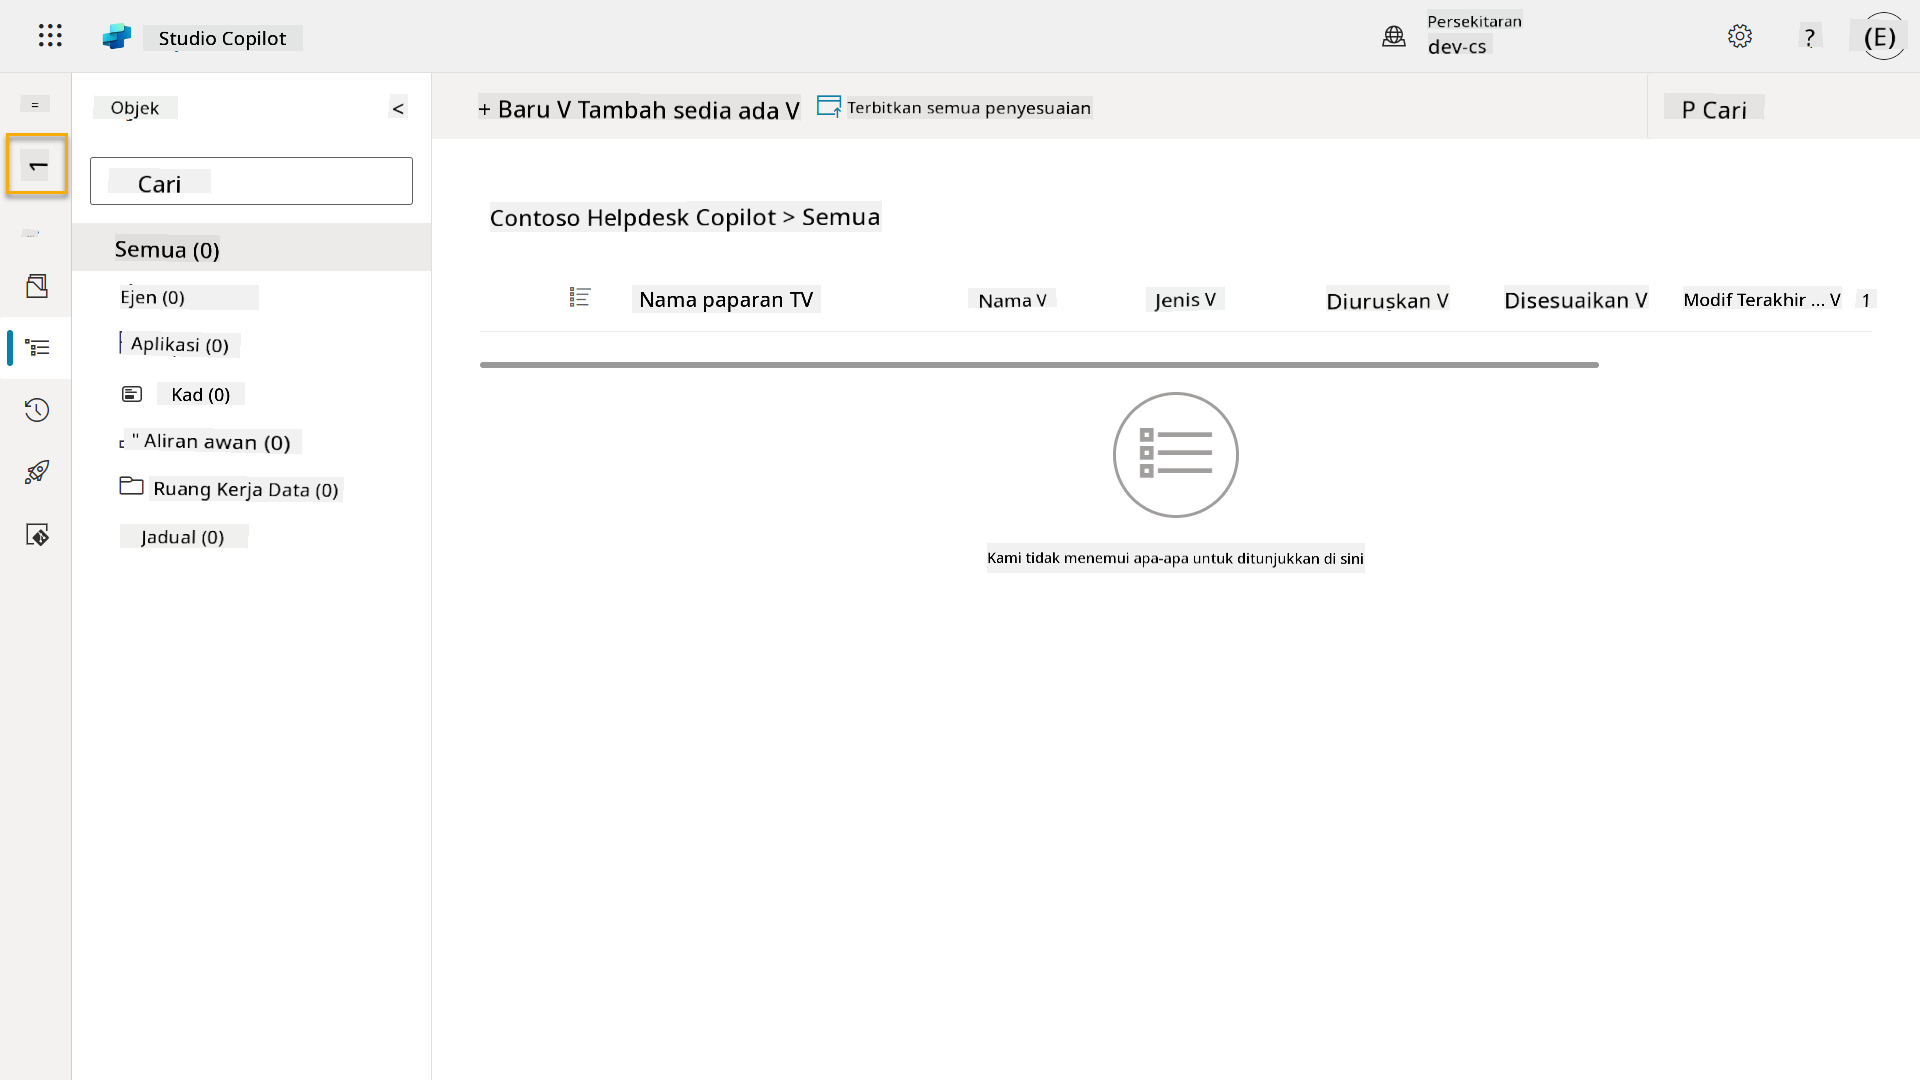 Studio Copilot
Persekitaran
dev-cs
?
(E)
=
Objek
<
+ Baru V Tambah sedia ada V
Terbitkan semua penyesuaian
P Cari
1
Cari
Contoso Helpdesk Copilot > Semua
Semua (0)
Ejen (0)
Aplikasi (0)
Kad (0)
" Aliran awan (0)
Ruang Kerja Data (0)
Jadual (0)
Nama paparan TV
Nama V
Jenis V
Diuruskan V
Disesuaikan V
Modif Terakhir ... V
1
Kami tidak menemui apa-apa untuk ditunjukkan di sini